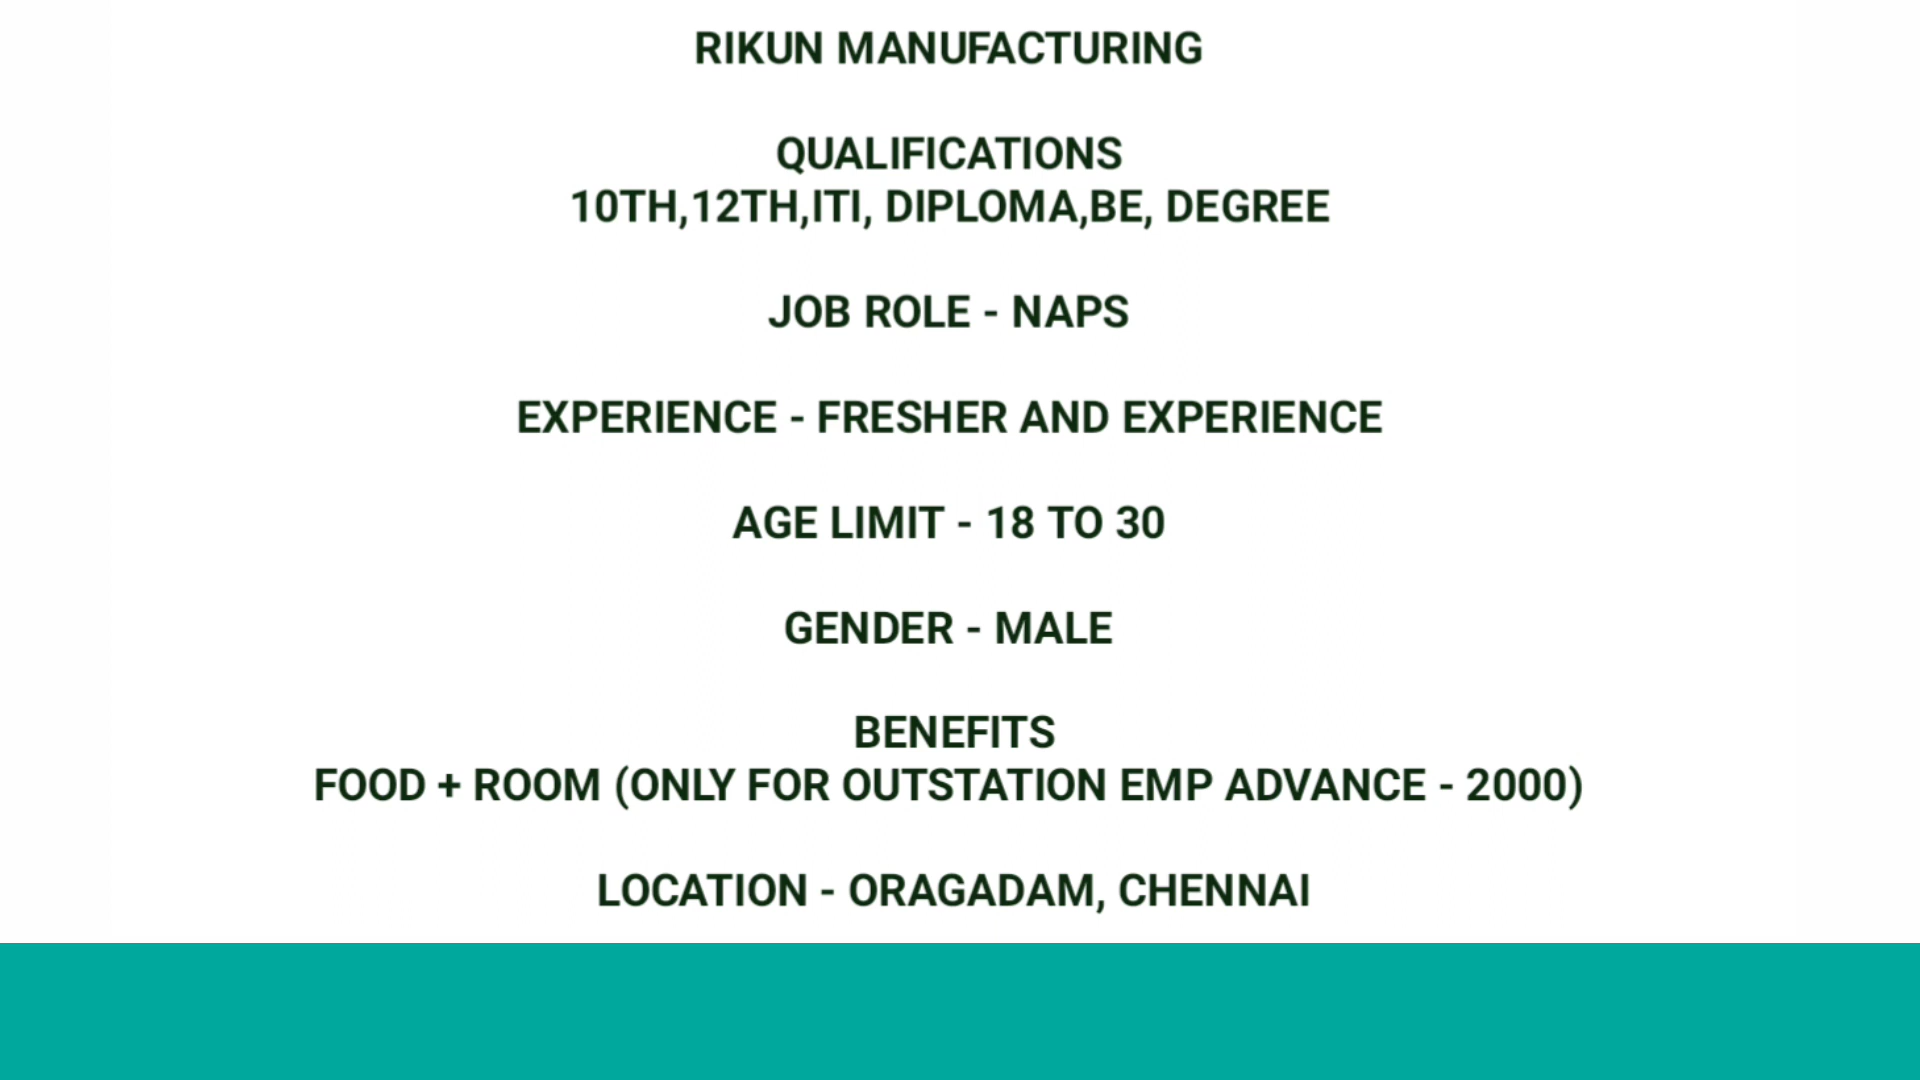 RIKUN MANUFACTURING
QUALIFICATIONS
10TH,12TH,ITI, DIPLOMA,BE, DEGREE
JOB ROLE - NAPS
EXPERIENCE - FRESHER AND EXPERIENCE
AGE LIMIT - 18 TO 30
GENDER - MALE
BENEFITS
FOOD + ROOM (ONLY FOR OUTSTATION EMP ADVANCE - 2000)
LOCATION - ORAGADAM, CHENNAI